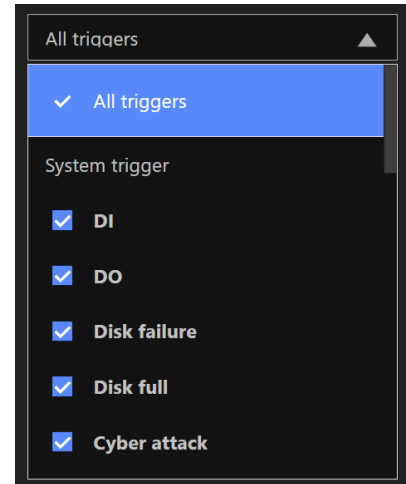 All triggers
All triggers
System trigger
DI
DO
Disk failure
Disk full
Cyber attack